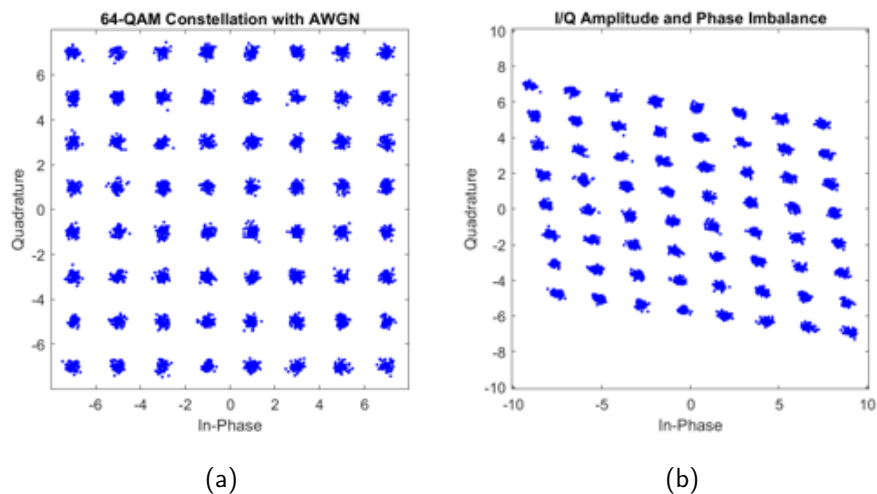 64-QAM Constellation with AWGN
6
4
2
0
-2
-4
-6
Quadrature
-6 -4 -2 0 2 4 6
In-Phase
(a)
I/Q Amplitude and Phase Imbalance
10
8
6
4
2
0
-2
-4
-6
-8
-10
Quadrature
-10 -5 0 5 10
In-Phase
(b)